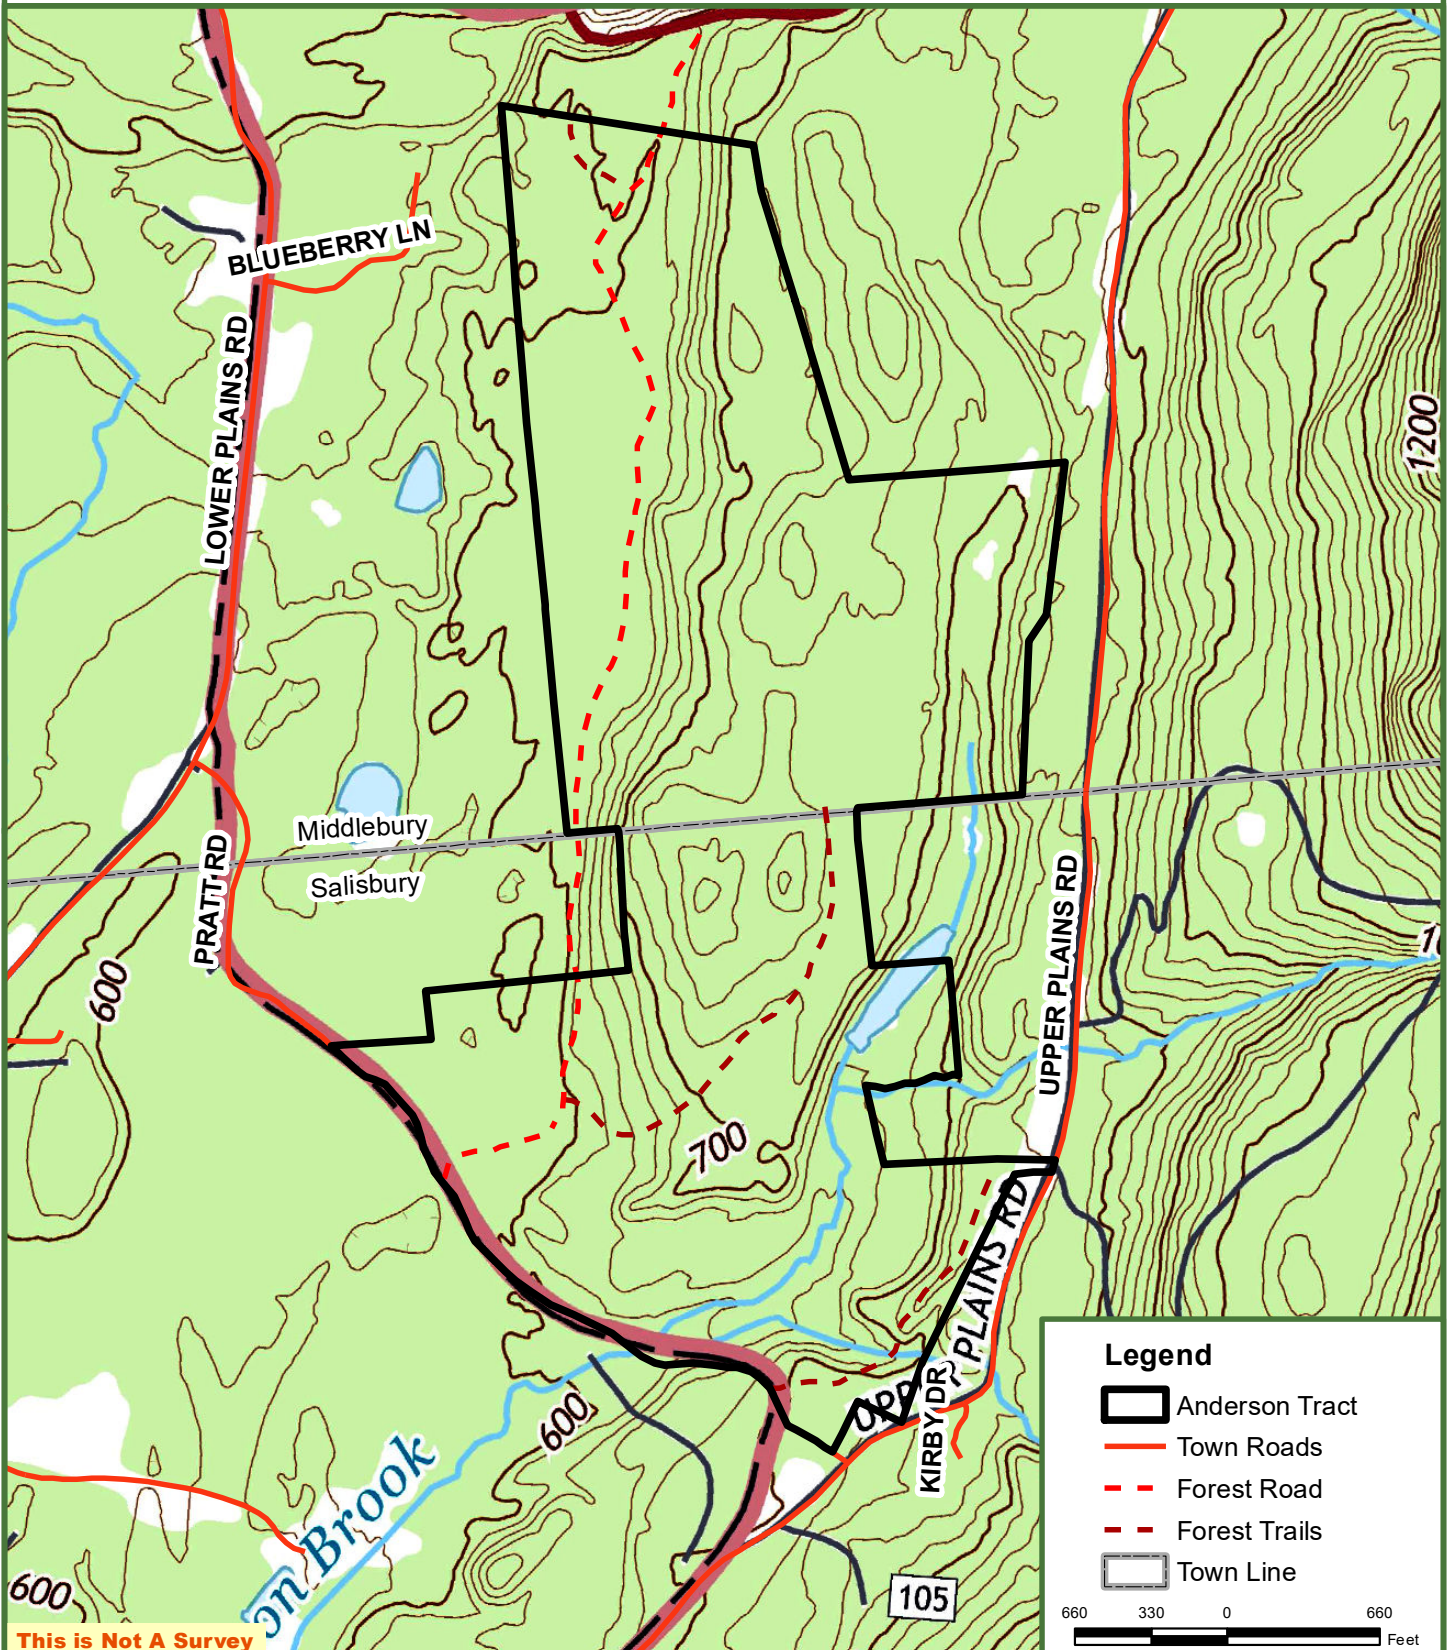 BLUEBERRY LN
LOWER PLAINS RD
1200
Middlebury
Salisbury
PRATT RD
600
UPPER PLAINS RD
700
PLAINS RD
UPP
KIRBY DR
600
on Brook
600
105
This is Not A Survey
Legend
Anderson Tract
Town Roads
Forest Road
Forest Trails
Town Line
660 330 0 660
Feet